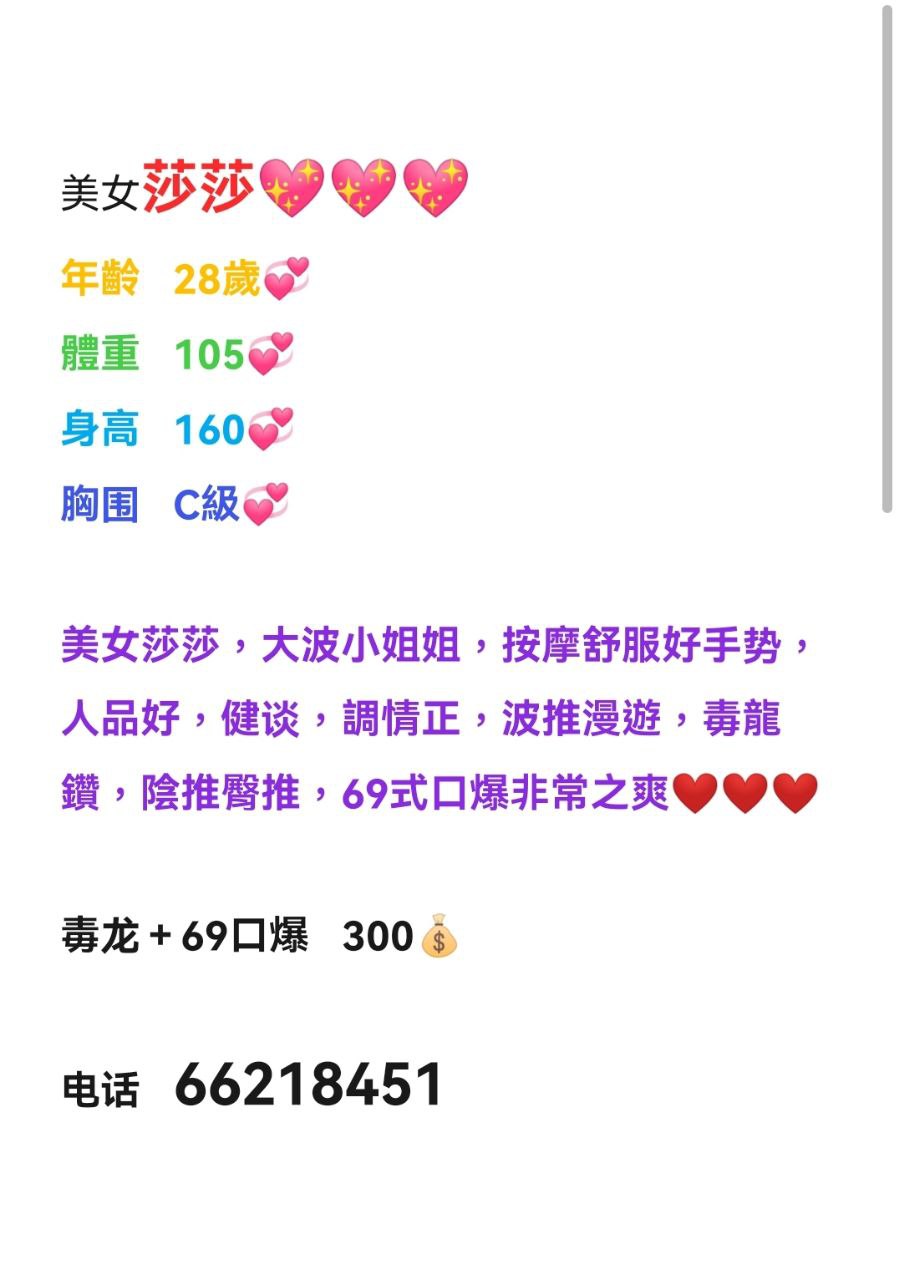 美女莎莎💖💖💖
年齡 28歲💞
體重 105💞
身高 160💞
胸围 C級💞
美女莎莎，大波小姐姐，按摩舒服好手势，
人品好，健谈，調情正，波推漫遊，毒龍
鑽，陰推臀推，69式口爆非常之爽❤️❤️❤️
毒龙+69口爆 300💰
电话 66218451